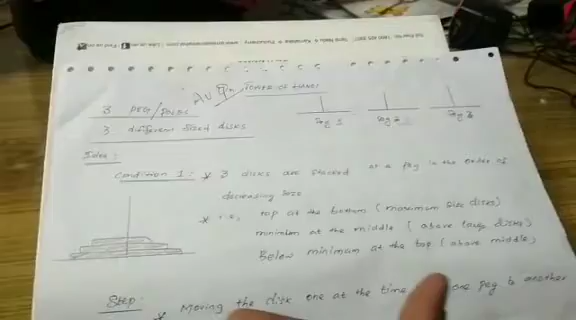 TOWER OF HANOI
3 PEG /
3 different sized disks
Peg 1 Peg 2 Peg 3
Rules:
Condition 1: * 3 disks are stacked at a peg in the order of
decreasing size
* i.e., top at the bottom (maximum size disks)
minimum at the middle (above large disks)
Below minimum at the top (above middle)
Step:
* Moving the disk one at the time one peg to another